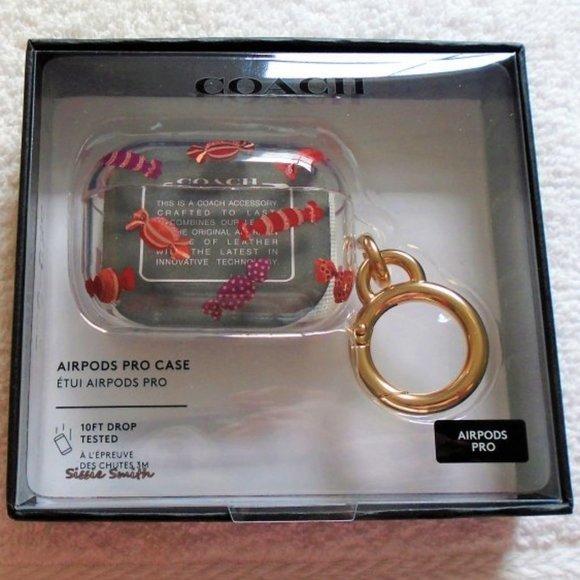 COACH
COACH
THIS IS A COACH ACCESSORY
CRAFTED TO LAST
COMBINES OUR
THE ORIGINAL
OF LEATHER
WITH THE LATEST IN
INNOVATIVE TECHNOLOGY.
AIRPODS PRO CASE
ÉTUI AIRPODS PRO
10FT DROP
TESTED
À L'ÉPREUVE
DES CHUTES 3M
Sissie Smith
AIRPODS
PRO